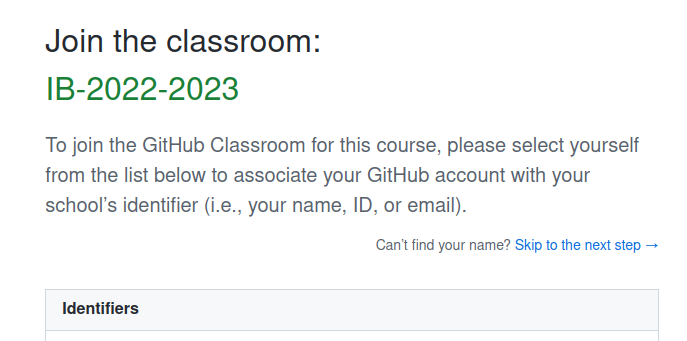 Join the classroom:
IB-2022-2023
To join the GitHub Classroom for this course, please select yourself
from the list below to associate your GitHub account with your
school’s identifier (i.e., your name, ID, or email).
Can’t find your name? Skip to the next step →
Identifiers